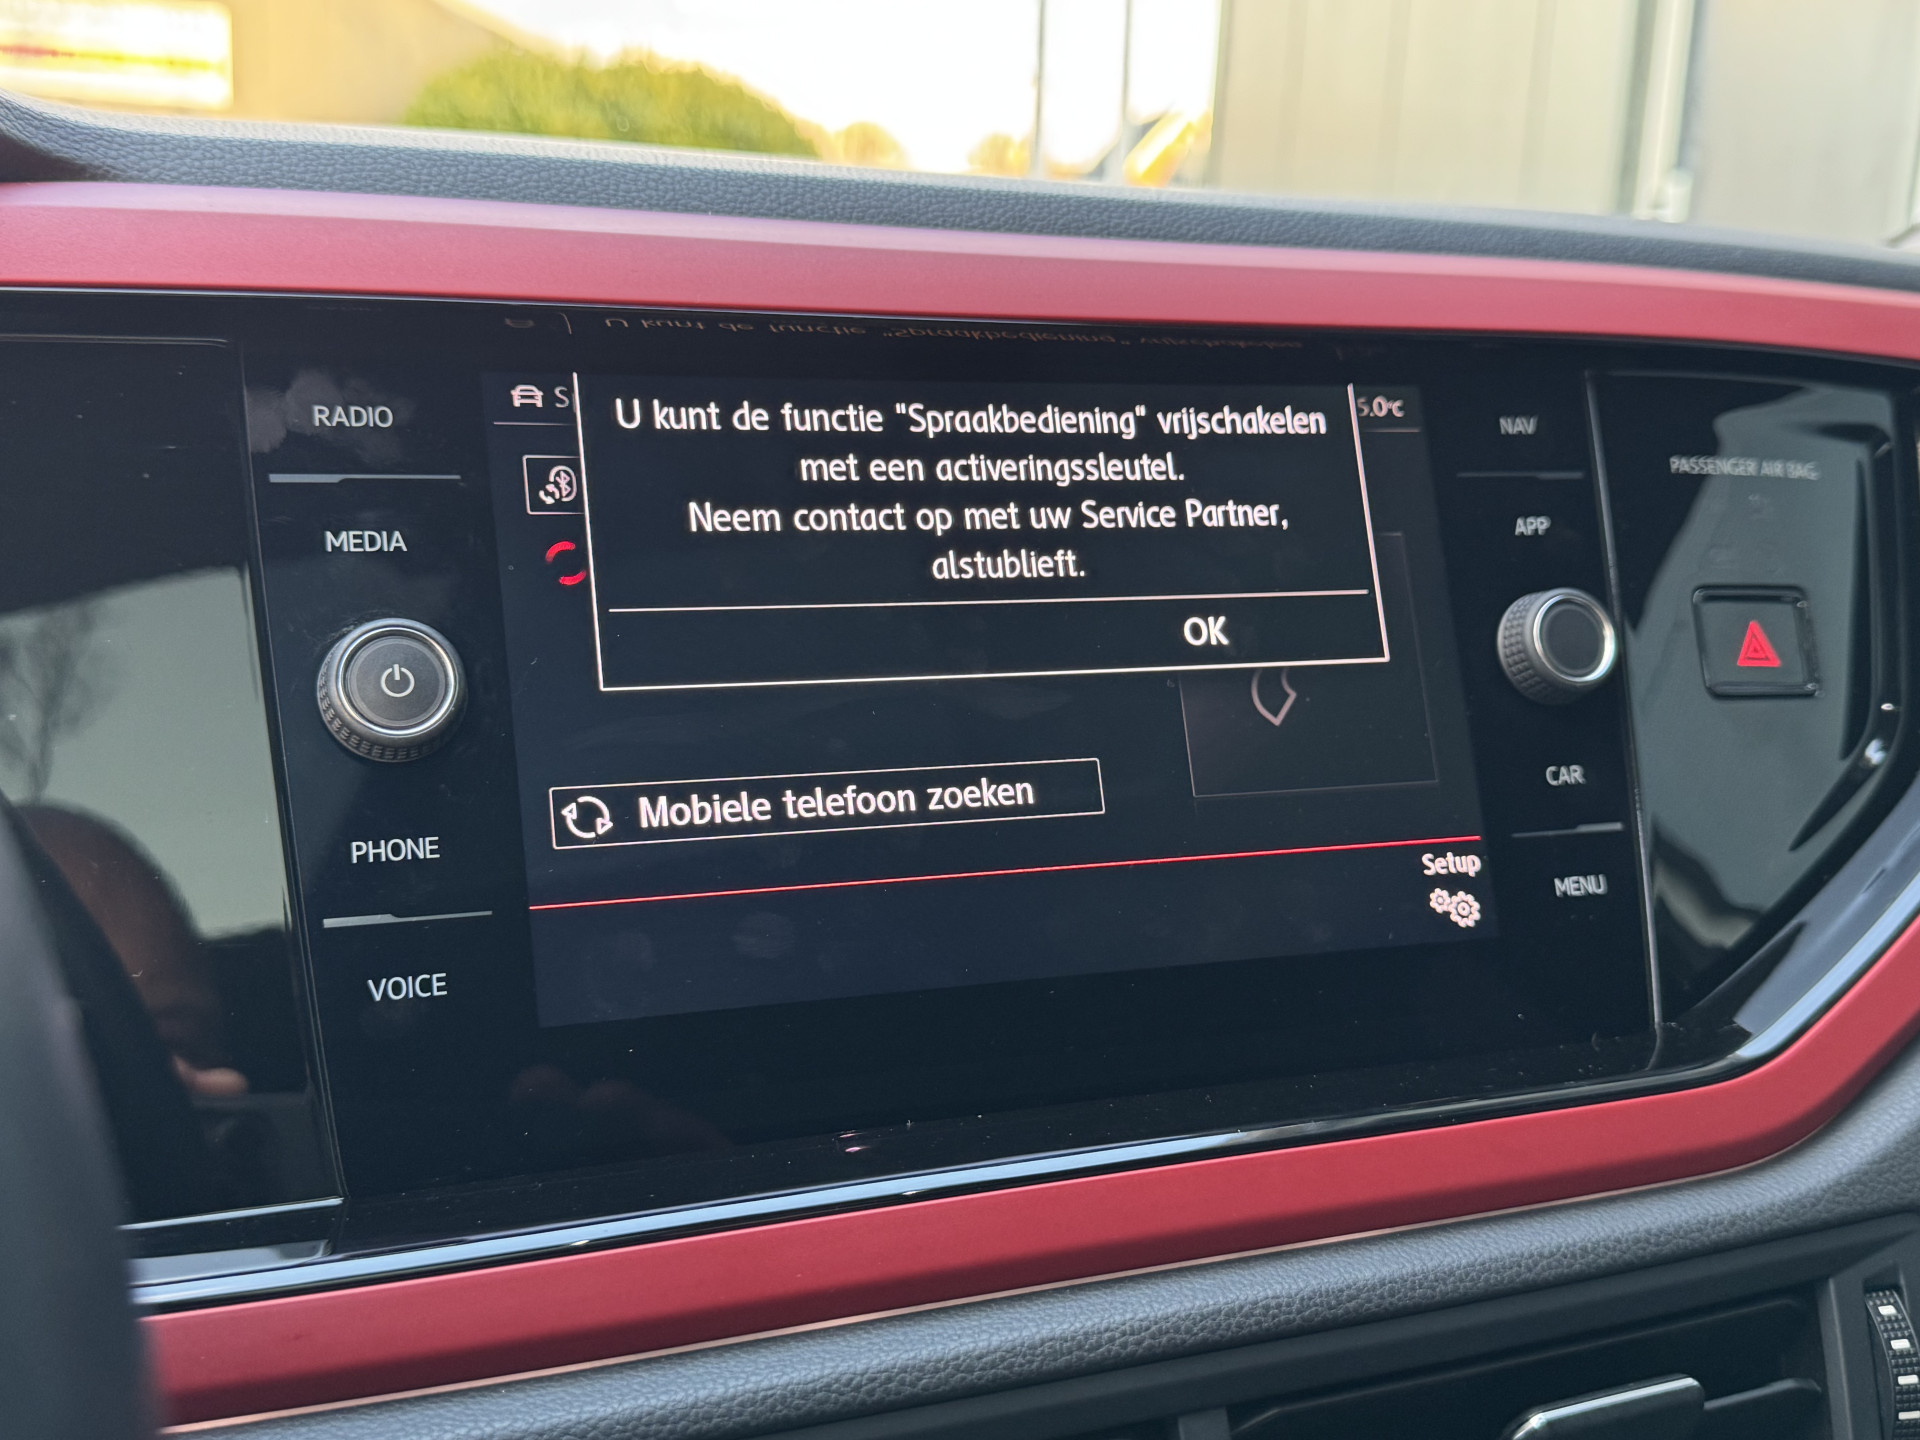 RADIO
MEDIA
PHONE
VOICE
U kunt de functie "Spraakbediening" vrijschakelen
met een activeringssleutel.
Neem contact op met uw Service Partner,
alstublieft.
OK
5.0°C
Mobiele telefoon zoeken
Setup
NAV
APP
CAR
MENU
PASSENGER AIR BAG